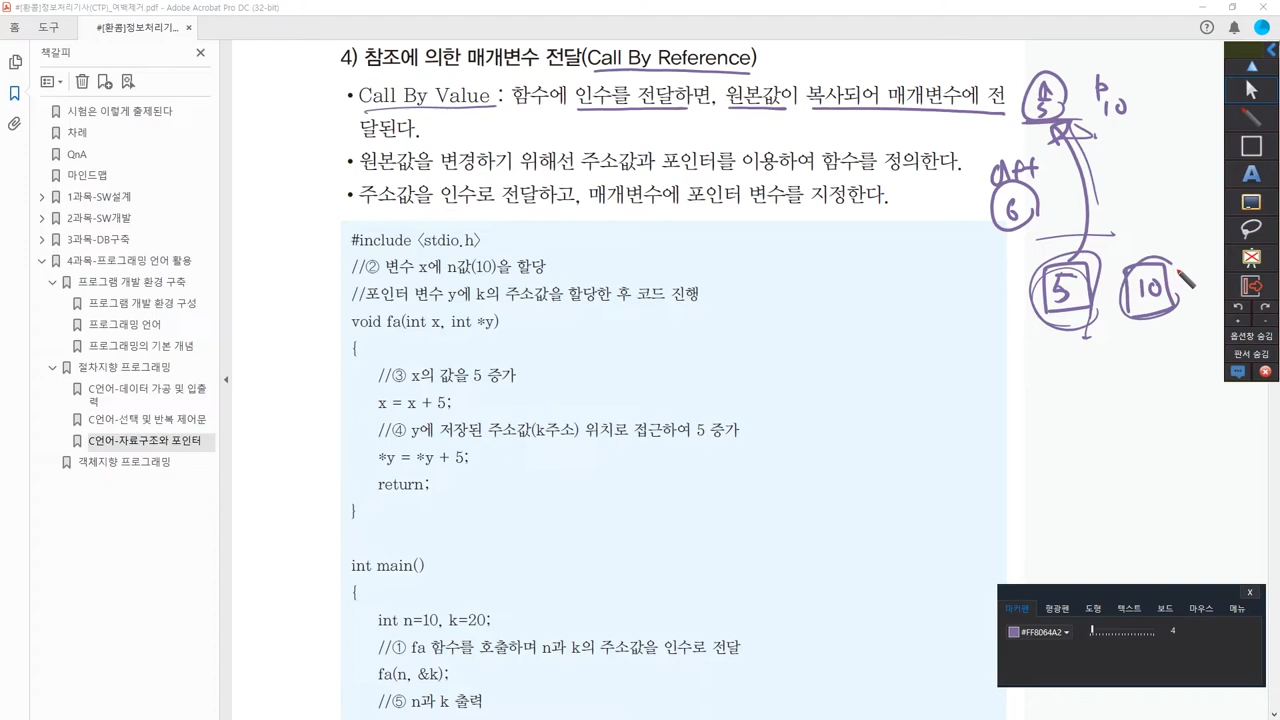 #[환콤]정보처리기사(CTP)_여백제거.pdf - Adobe Acrobat Pro DC (32-bit)
홈 도구 #[환콤]정보처리기... ×
책갈피
시험은 이렇게 출제된다
차례
QnA
마인드맵
1과목-SW설계
2과목-SW개발
3과목-DB구축
4과목-프로그래밍 언어 활용
프로그램 개발 환경 구축
프로그램 개발 환경 구성
프로그래밍 언어
프로그래밍의 기본 개념
절차지향 프로그래밍
C언어-데이터 가공 및 입출
력
C언어-선택 및 반복 제어문
C언어-자료구조와 포인터
객체지향 프로그래밍
4) 참조에 의한 매개변수 전달(Call By Reference)
• Call By Value : 함수에 인수를 전달하면, 원본값이 복사되어 매개변수에 전
달된다.
• 원본값을 변경하기 위해선 주소값과 포인터를 이용하여 함수를 정의한다.
• 주소값을 인수로 전달하고, 매개변수에 포인터 변수를 지정한다.
#include 〈stdio.h〉
//② 변수 x에 n값(10)을 할당
//포인터 변수 y에 k의 주소값을 할당한 후 코드 진행
void fa(int x, int *y)
{
//③ x의 값을 5 증가
x = x + 5;
//④ y에 저장된 주소값(k주소) 위치로 접근하여 5 증가
*y = *y + 5;
return;
}
int main()
{
int n=10, k=20;
//① fa 함수를 호출하며 n과 k의 주소값을 인수로 전달
fa(n, &k);
//⑤ n과 k 출력
5
10
6
5 10
옵션창 숨김
판서 숨김
X
마커펜 형광펜 도형 텍스트 보드 마우스 메뉴
#FF8064A2 4